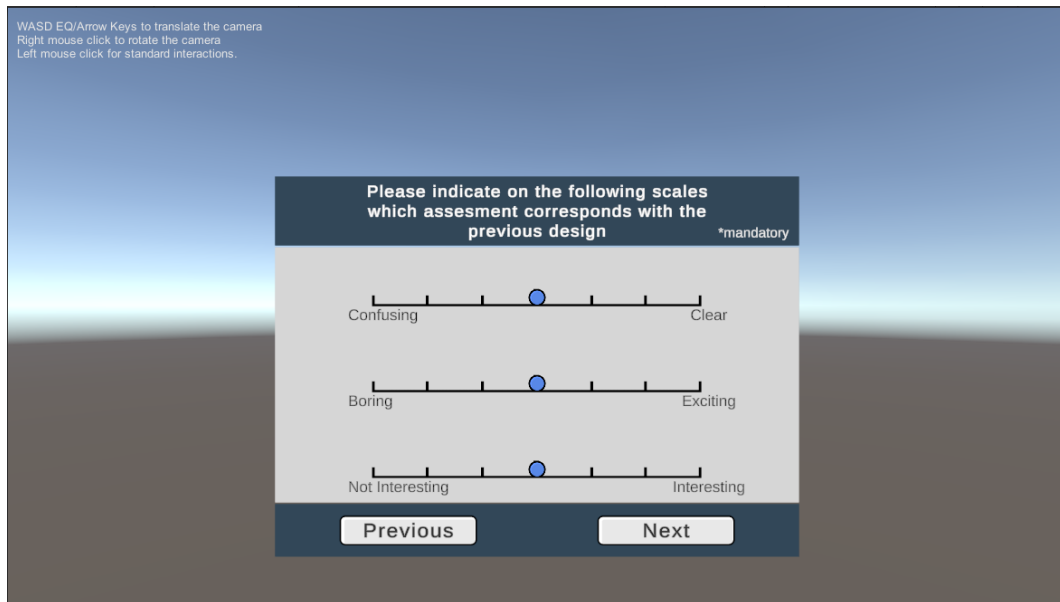 WASD EQ/Arrow Keys to translate the camera
Right mouse click to rotate the camera
Left mouse click for standard interactions.
Please indicate on the following scales
which assesment corresponds with the
previous design
*mandatory
Confusing Clear
Boring Exciting
Not Interesting Interesting
Previous Next